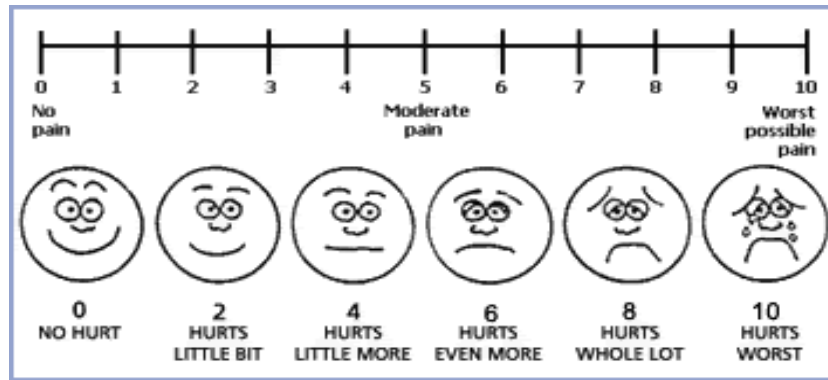 0 1 2 3 4 5 6 7 8 9 10
No pain
Moderate pain
Worst possible pain
0 2 4 6 8 10
NO HURT
HURTS LITTLE BIT
HURTS LITTLE MORE
HURTS EVEN MORE
HURTS WHOLE LOT
HURTS WORST